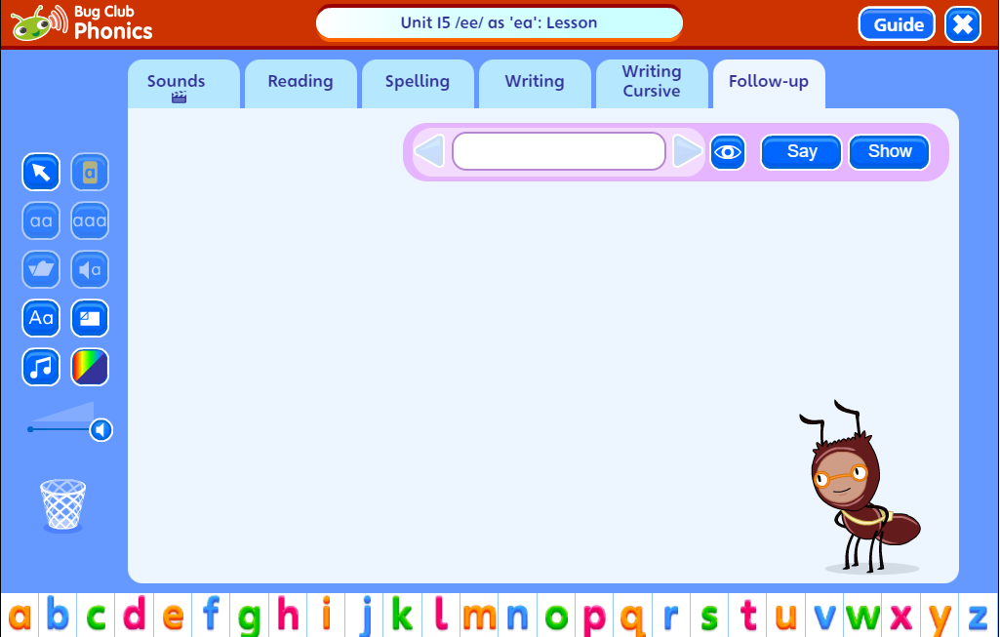 Bug Club
Phonics
Unit 15 /ee/ as 'ea': Lesson
Guide
Sounds
Reading
Spelling
Writing
Writing
Cursive
Follow-up
Say
Show
a
aa
aaa
a
Aa
a b c d e f g h i j k l m n o p q r s t u v w x y z